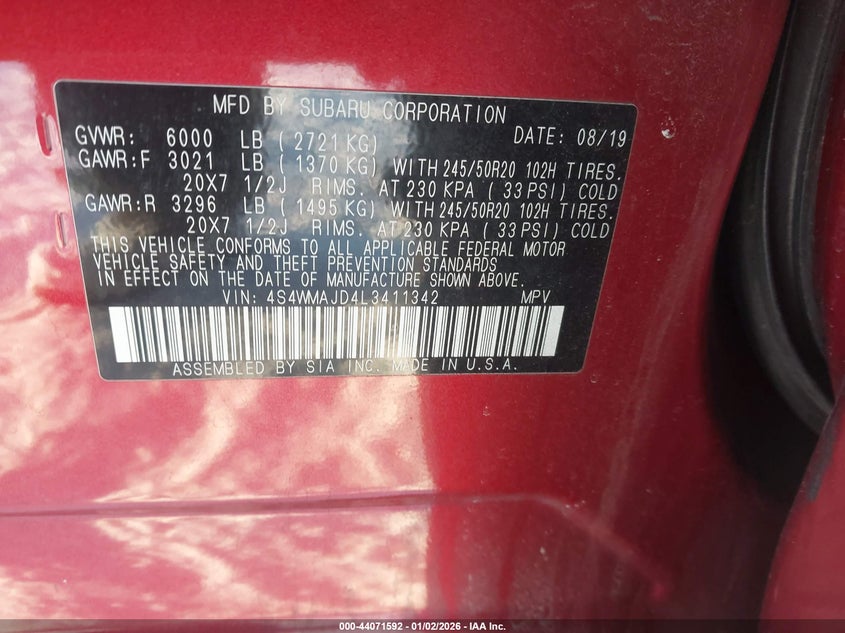 MFD BY SUBARU CORPORATION
GVWR: 6000 LB ( 2721 KG) DATE: 08/19
GAWR:F 3021 LB ( 1370 KG) WITH 245/50R20 102H TIRES.
20X7 1/2J RIMS. AT 230 KPA ( 33 PSI) COLD
GAWR:R 3296 LB ( 1495 KG) WITH 245/50R20 102H TIRES.
20X7 1/2J RIMS. AT 230 KPA ( 33 PSI) COLD
THIS VEHICLE CONFORMS TO ALL APPLICABLE FEDERAL MOTOR
VEHICLE SAFETY AND THEFT PREVENTION STANDARDS
IN EFFECT ON THE DATE OF MANUFACTURE SHOWN ABOVE.
VIN: 4S4WMAJD4L3411342 MPV
ASSEMBLED BY SIA INC. MADE IN U.S.A.
000-44071592 - 01/02/2026 - IAA Inc.